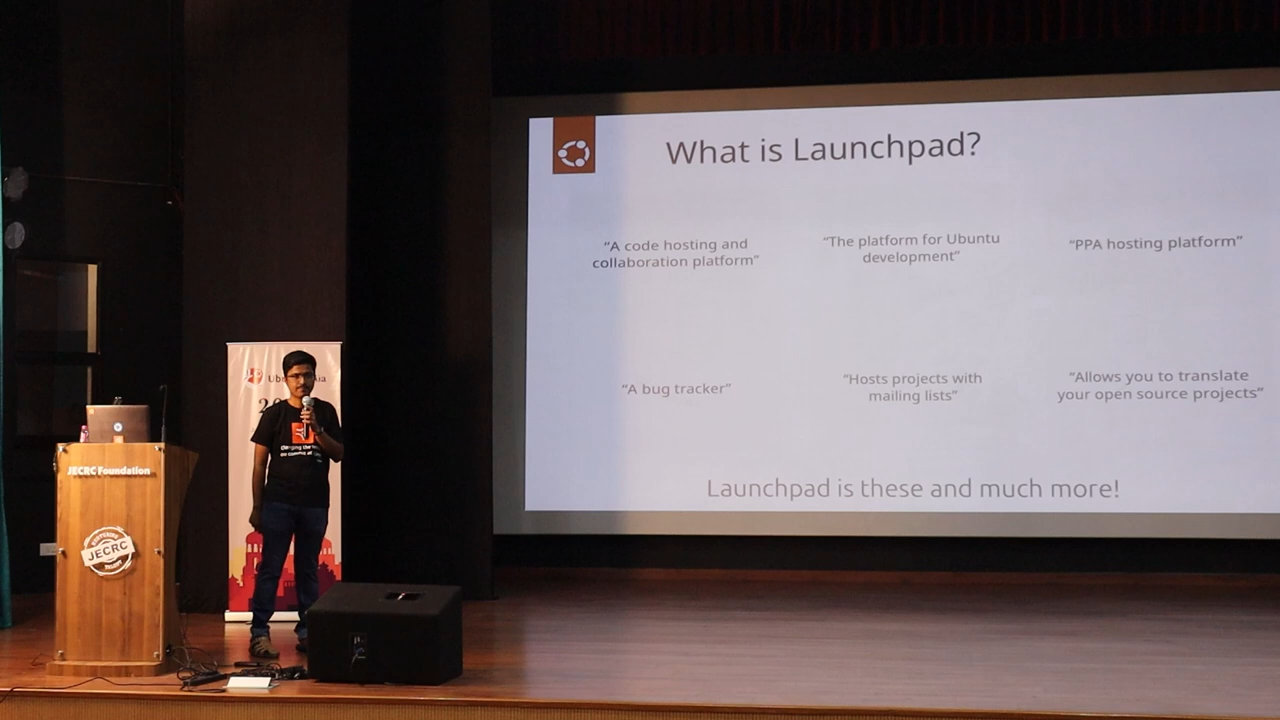 What is Launchpad?
“A code hosting and
collaboration platform”
“The platform for Ubuntu
development”
“PPA hosting platform”
“A bug tracker”
“Hosts projects with
mailing lists”
“Allows you to translate
your open source projects”
Launchpad is these and much more!
JECRC Foundation
JECRC